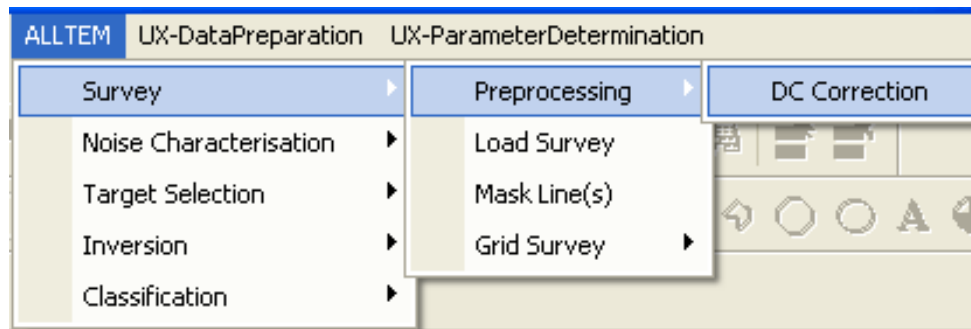 ALLTEM UX-DataPreparation UX-ParameterDetermination
Survey Preprocessing DC Correction
Noise Characterisation Load Survey
Target Selection Mask Line(s)
Inversion Grid Survey
Classification
A